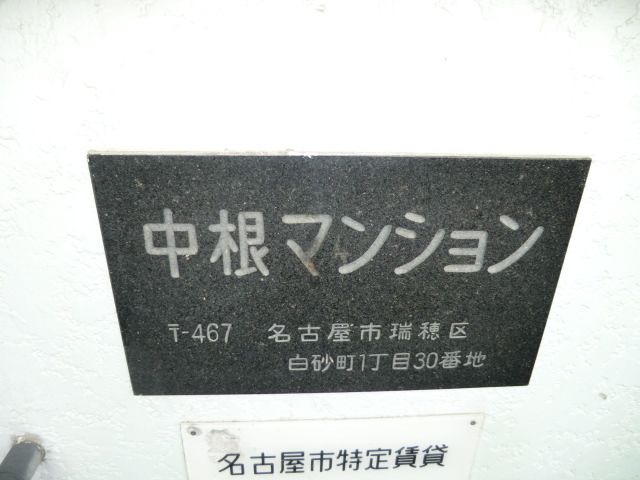 中根マンション
〒-467 名古屋市瑞穂区
白砂町1丁目30番地
名古屋市特定賃貸